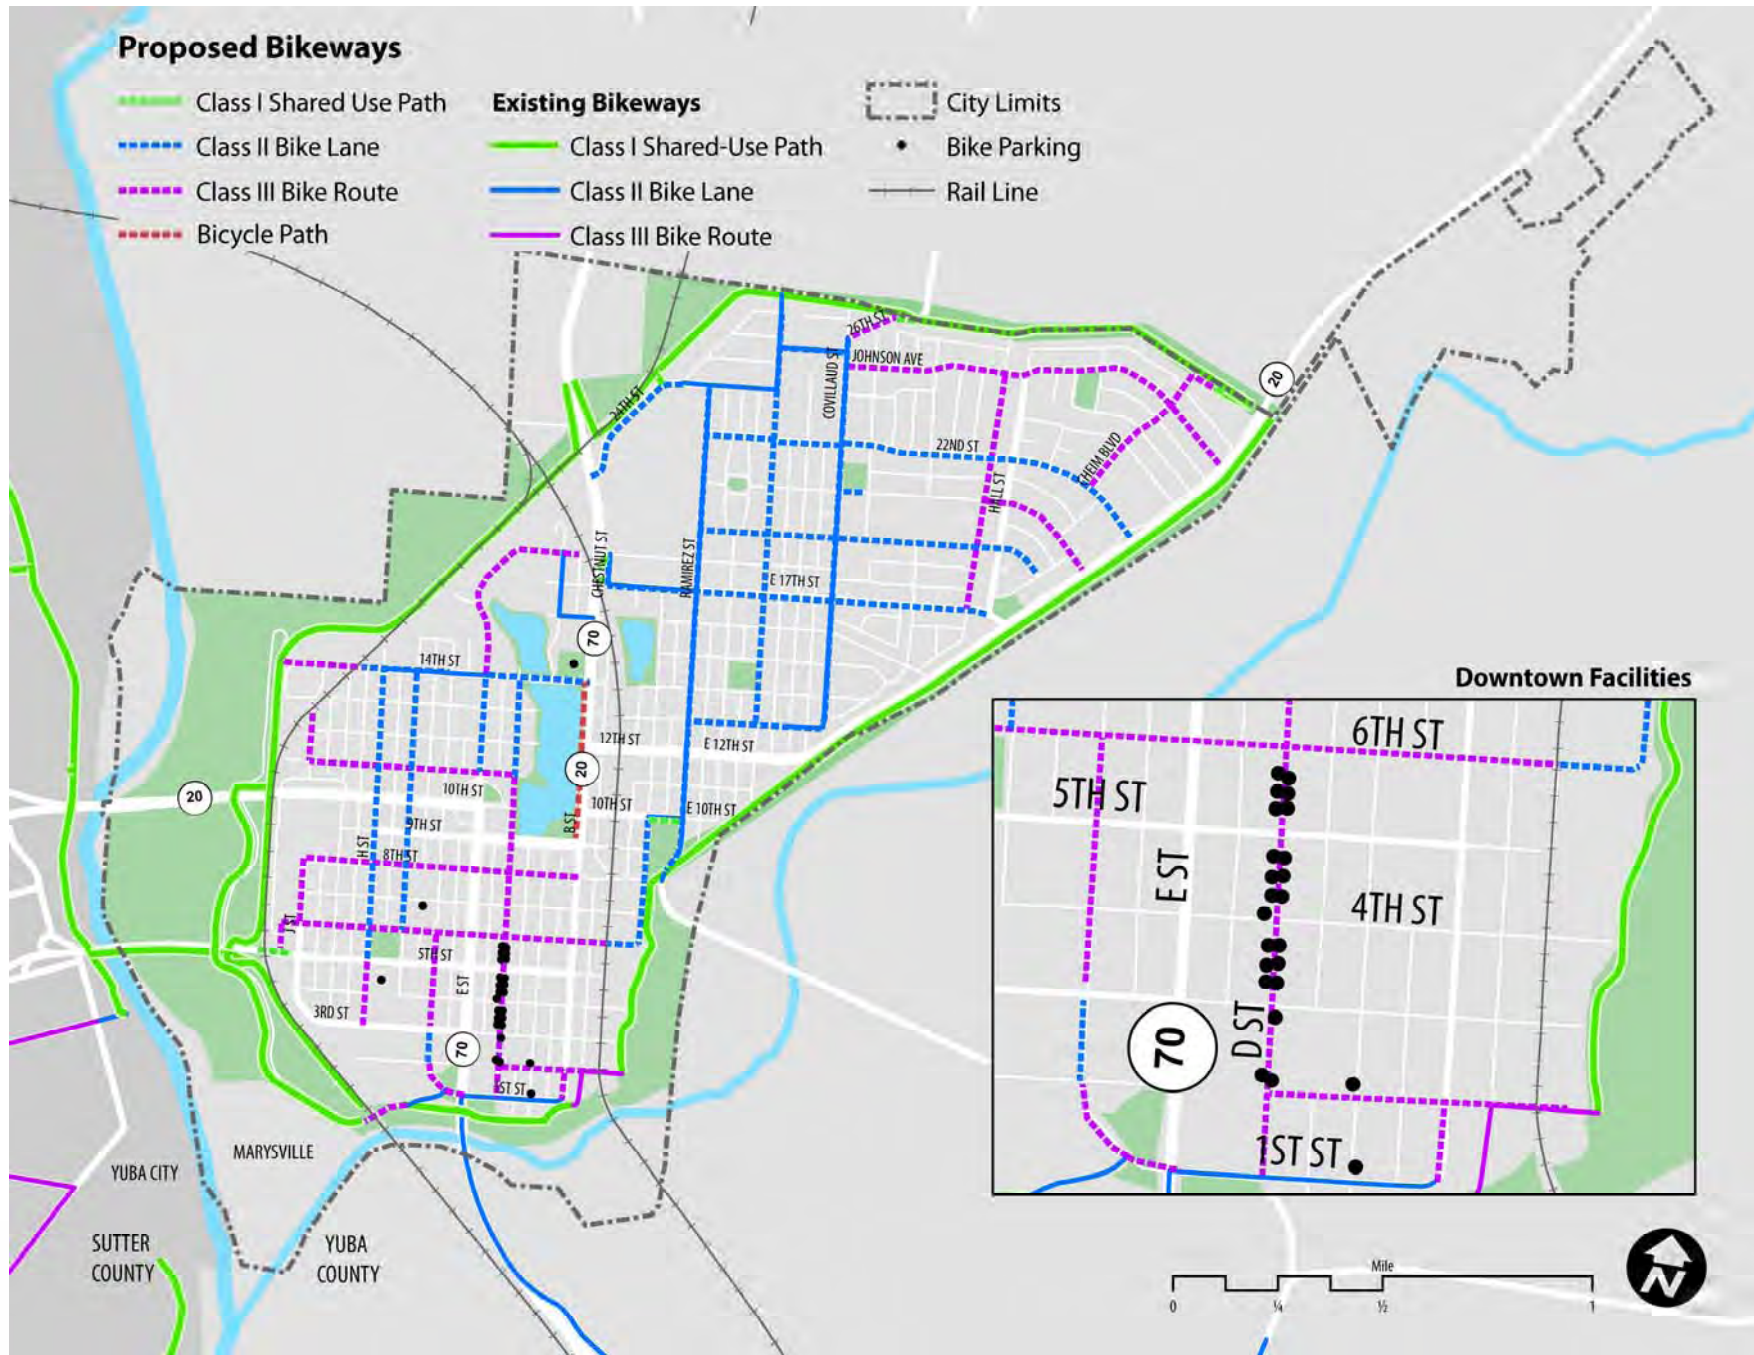 Proposed Bikeways
Class I Shared Use Path
Class II Bike Lane
Class III Bike Route
Bicycle Path
Existing Bikeways
Class I Shared-Use Path
Class II Bike Lane
Class III Bike Route
City Limits
Bike Parking
Rail Line
26TH ST
JOHNSON AVE
COVILLAUD ST
24TH ST
20
22ND ST
HALL ST
CHESTNUT ST
RAMIREZ ST
E 17TH ST
70
14TH ST
12TH ST
E 12TH ST
20
20
10TH ST
10TH ST
E 10TH ST
B ST
9TH ST
H ST
8TH ST
J ST
5TH ST
E ST
3RD ST
70
1ST ST
MARYSVILLE
YUBA CITY
SUTTER
COUNTY
YUBA
COUNTY
Downtown Facilities
6TH ST
5TH ST
E ST
4TH ST
D ST
70
1ST ST
Mile
0 ¼ ½ 1
N